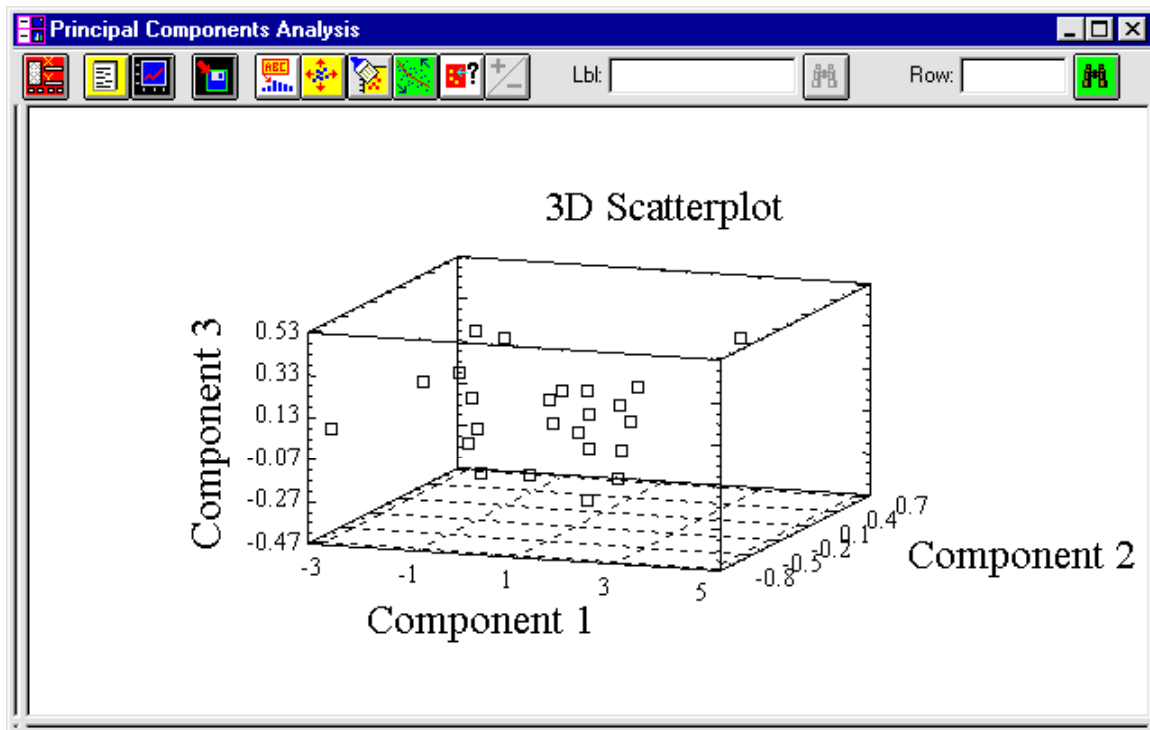 Principal Components Analysis
ABC
?
Lbl:
Row:
3D Scatterplot
Component 3
0.53
0.33
0.13
-0.07
-0.27
-0.47
-3
-1
1
3
5
Component 1
-0.8
-0.5
-0.2
0.1
0.4
0.7
Component 2